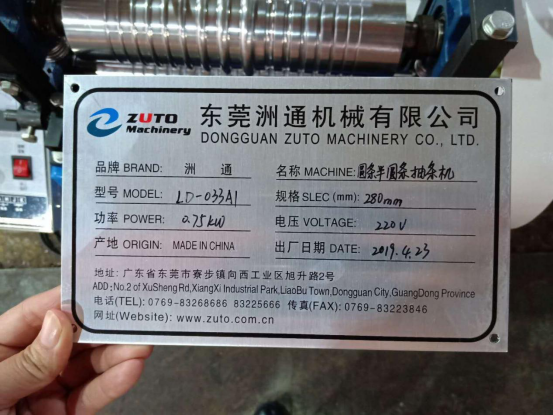 ZUTO
Machinery
东莞洲通机械有限公司
DONGGUAN ZUTO MACHINERY CO., LTD.
品牌 BRAND: 洲 通
名称 MACHINE: 圆条半圆条抽条机
型号 MODEL: LD-033A1
规格 SLEC (mm): 280mm
功率 POWER: 0.75kW
电压 VOLTAGE: 220V
产地 ORIGIN: MADE IN CHINA
出厂日期 DATE: 2019.4.23
地址: 广东省东莞市寮步镇向西工业区旭升路2号
ADD:No.2 of XuSheng Rd,XiangXi Industrial Park,LiaoBu Town,Dongguan City,GuangDong Province
电话(TEL): 0769-83268686 83225666 传真(FAX): 0769-83223846
网址(Website): www.zuto.com.cn